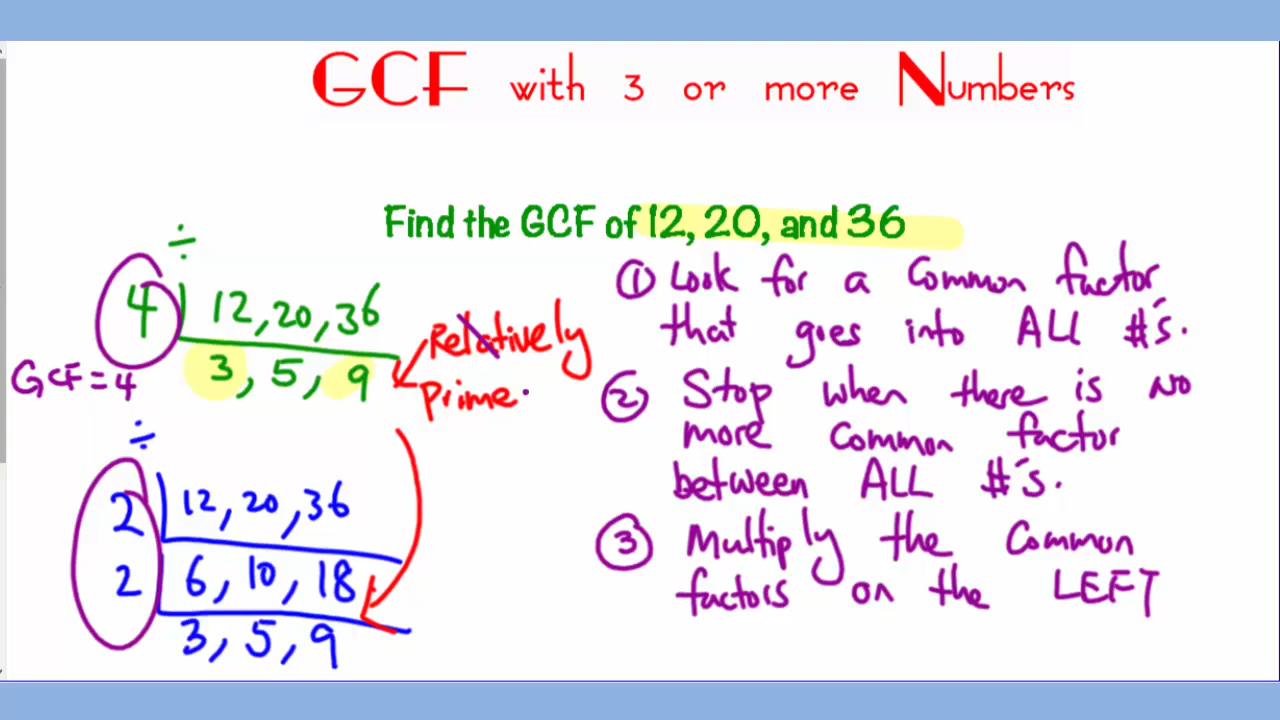 GCF with 3 or more Numbers
Find the GCF of 12, 20, and 36
÷
4 12, 20, 36
3, 5, 9
GCF = 4
Relatively
Prime
÷
2 12, 20, 36
2 6, 10, 18
3, 5, 9
① Look for a Common factor
that goes into ALL #'s.
② Stop when there is no
more common factor
between ALL #'s.
③ Multiply the Common
factors on the LEFT